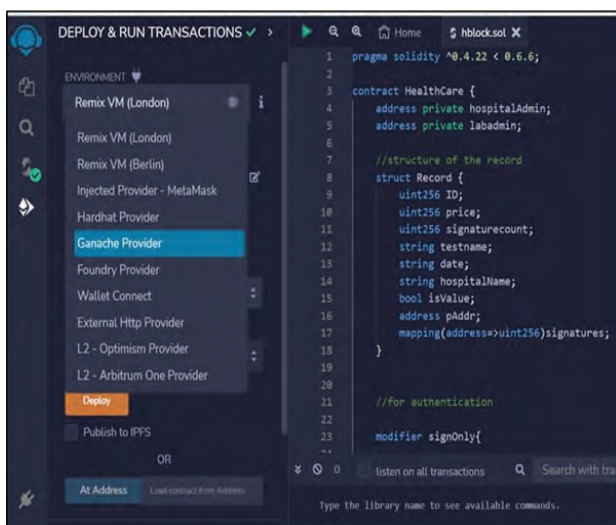 DEPLOY & RUN TRANSACTIONS
ENVIRONMENT
Remix VM (London)
Remix VM (London)
Remix VM (Berlin)
Injected Provider - MetaMask
Hardhat Provider
Ganache Provider
Foundry Provider
Wallet Connect
External Http Provider
L2 - Optimism Provider
L2 - Arbitrum One Provider
Deploy
Publish to IPFS
OR
At Address Load contract from Address
Home hblock.sol
1 pragma solidity ^0.4.22 < 0.6.6;
2
3 contract HealthCare {
4 address private hospitalAdmin;
5 address private labadmin;
6
7 //structure of the record
8 struct Record {
9 uint256 ID;
10 uint256 price;
11 uint256 signaturecount;
12 string testname;
13 string date;
14 string hospitalName;
15 bool isValue;
16 address pAddr;
17 mapping(address=>uint256)signatures;
18 }
19
20
21 //for authentication
22
23 modifier signOnly{
0 listen on all transactions Search with tra
Type the library name to see available commands.